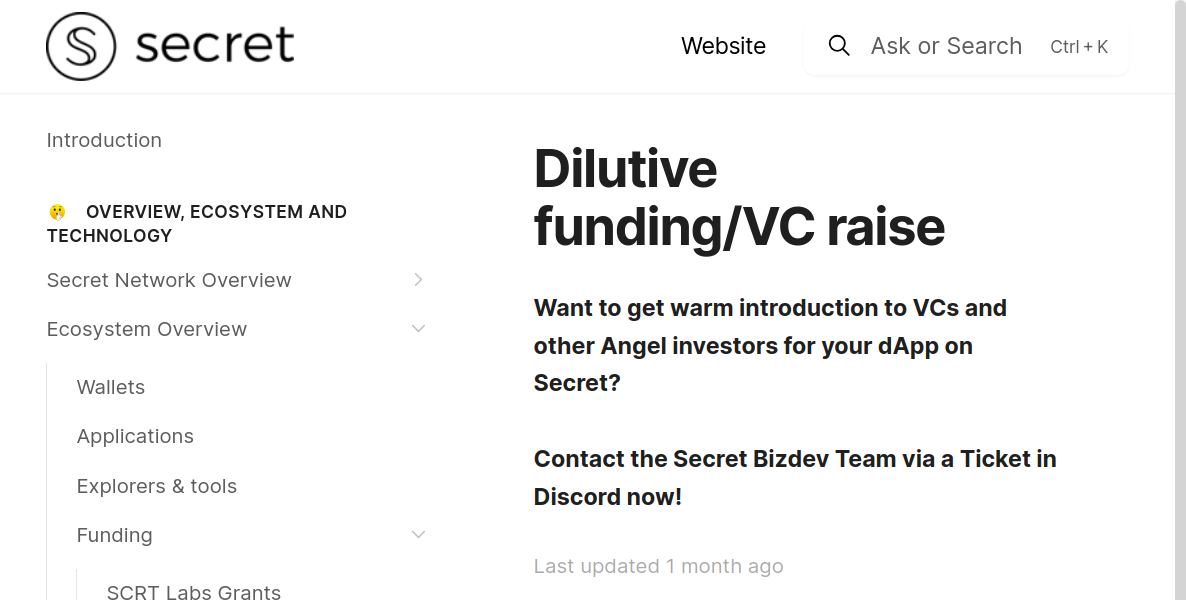 secret
Website
Ask or Search
Ctrl + K
Introduction
OVERVIEW, ECOSYSTEM AND
TECHNOLOGY
Secret Network Overview
Ecosystem Overview
Wallets
Applications
Explorers & tools
Funding
SCRT Labs Grants
Dilutive
funding/VC raise
Want to get warm introduction to VCs and
other Angel investors for your dApp on
Secret?
Contact the Secret Bizdev Team via a Ticket in
Discord now!
Last updated 1 month ago